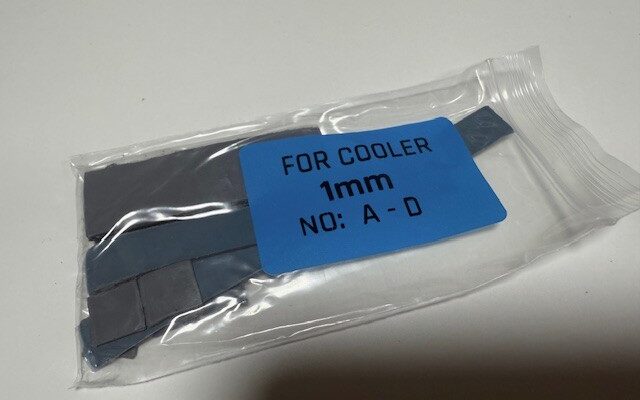 FOR COOLER
1mm
NO: A - D